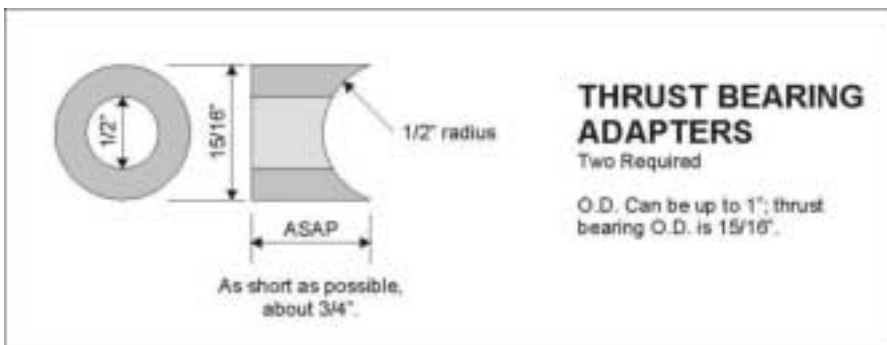 1/2"
15/16"
1/2" radius
ASAP
As short as possible,
about 3/4".
THRUST BEARING
ADAPTERS
Two Required
O.D. Can be up to 1"; thrust
bearing O.D. is 15/16".